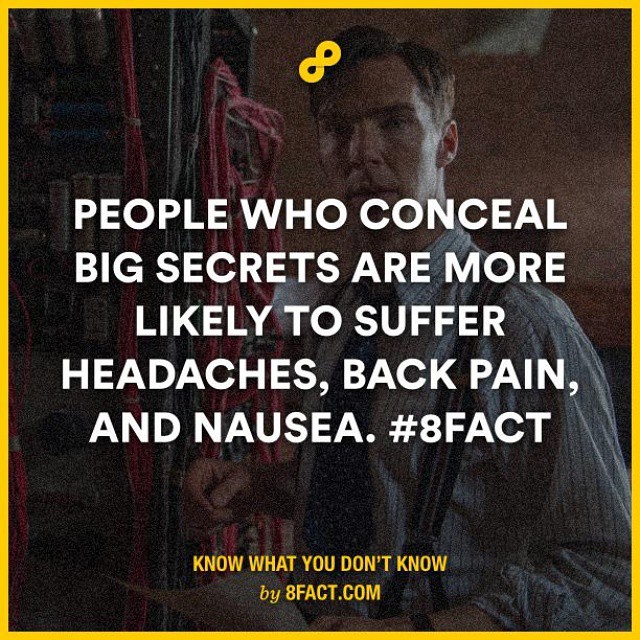 PEOPLE WHO CONCEAL
BIG SECRETS ARE MORE
LIKELY TO SUFFER
HEADACHES, BACK PAIN,
AND NAUSEA. #8FACT
KNOW WHAT YOU DON'T KNOW
by 8FACT.COM